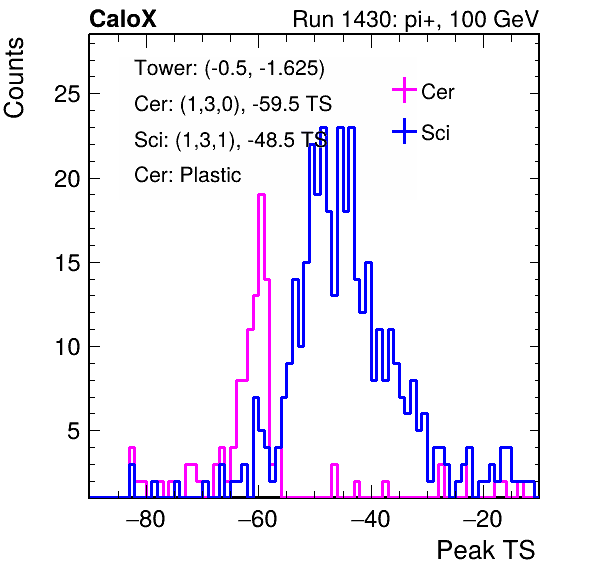 CaloX Run 1430: pi+, 100 GeV
Counts
Tower: (-0.5, -1.625)
Cer: (1,3,0), -59.5 TS
Sci: (1,3,1), -48.5 TS
Cer: Plastic
Cer
Sci
25
20
15
10
5
−80 −60 −40 −20
Peak TS